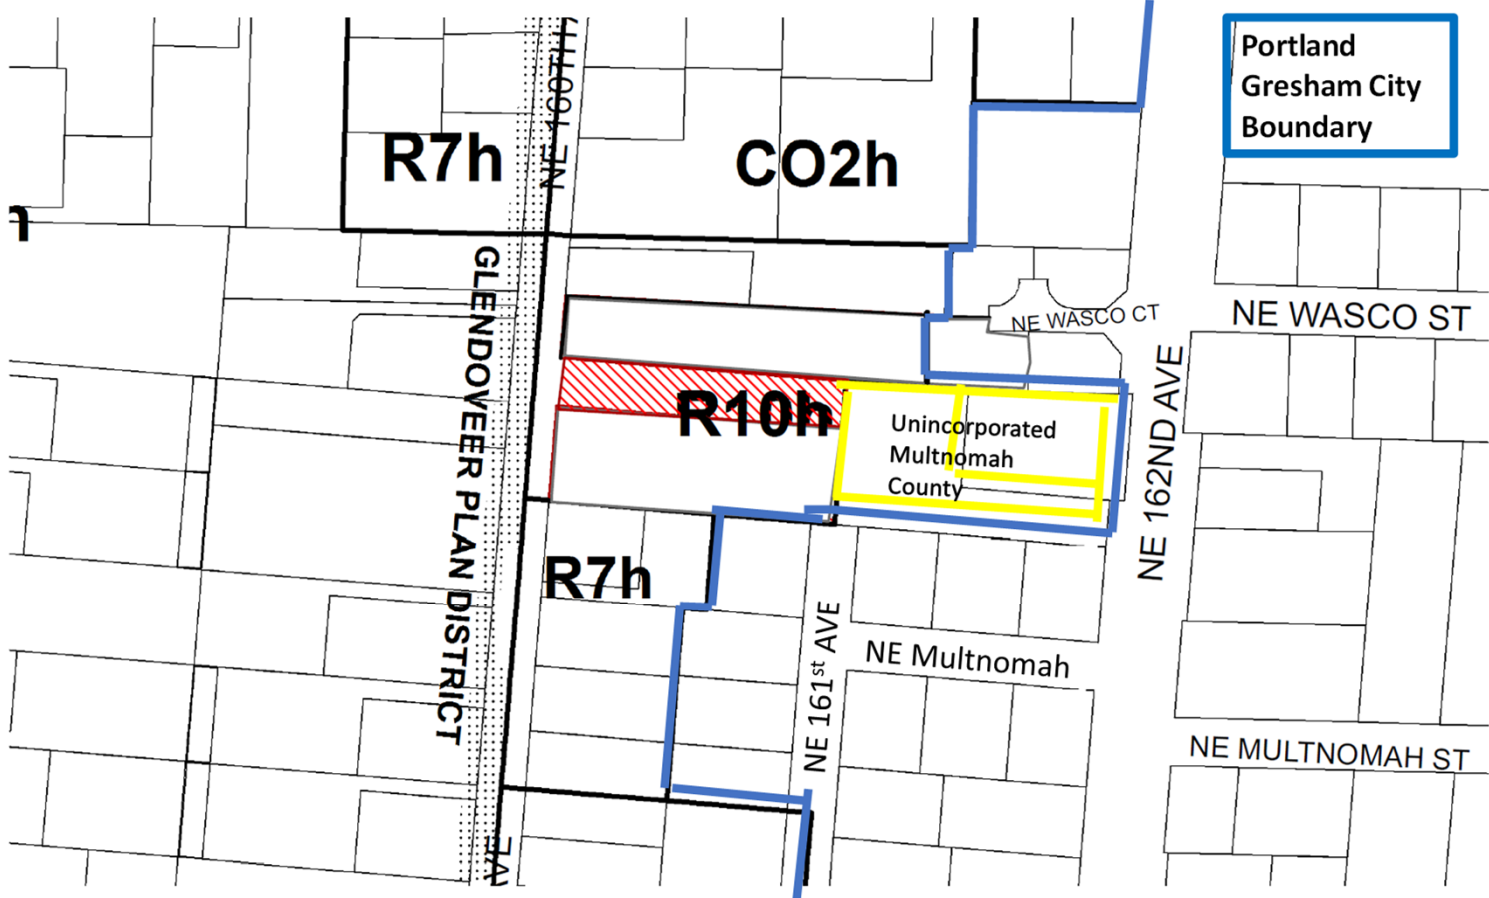 Portland
Gresham City
Boundary
NE 160TH
R7h
CO2h
h
GLENDOVEER PLAN DISTRICT
NE WASCO CT
NE WASCO ST
R10h
Unincorporated
Multnomah
County
NE 162ND AVE
R7h
NE 161st AVE
NE Multnomah
NE MULTNOMAH ST
AVE